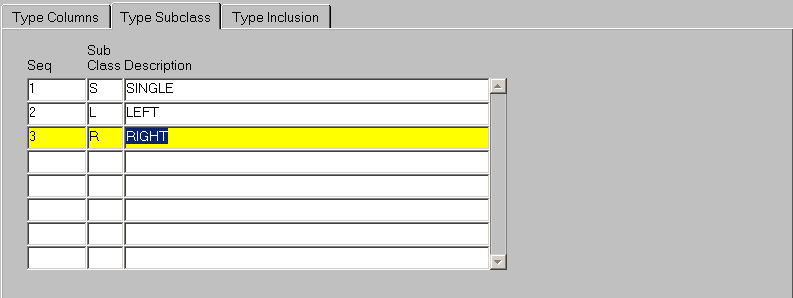 Type Columns Type Subclass Type Inclusion
Sub
Seq Class Description
1 S SINGLE
2 L LEFT
3 R RIGHT